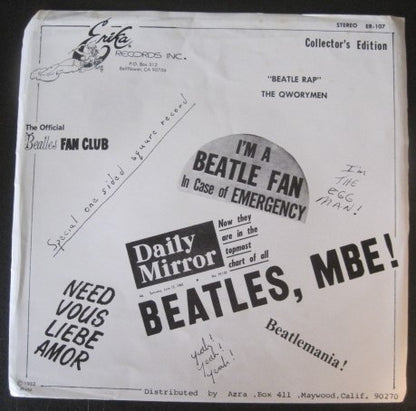 STEREO ER-107
Erika
RECORDS INC.
P.O. Box 512
Bellflower, CA 90706
Collector's Edition
"BEATLE RAP"
THE QWORYMEN
The Official
Beatles FAN CLUB
Special one sided square record
I'M A
BEATLE FAN
In Case of EMERGENCY
I'm
THE
EGG
MAN!
Daily
Mirror
Now they
are in the
topmost
chart of all
BEATLES, MBE!
NEED
VOUS
LIEBE
AMOR
yeah!
yeah!
yeah!
Beatlemania!
Distributed by Azra .Box 411 .Maywood,Calif. 90270